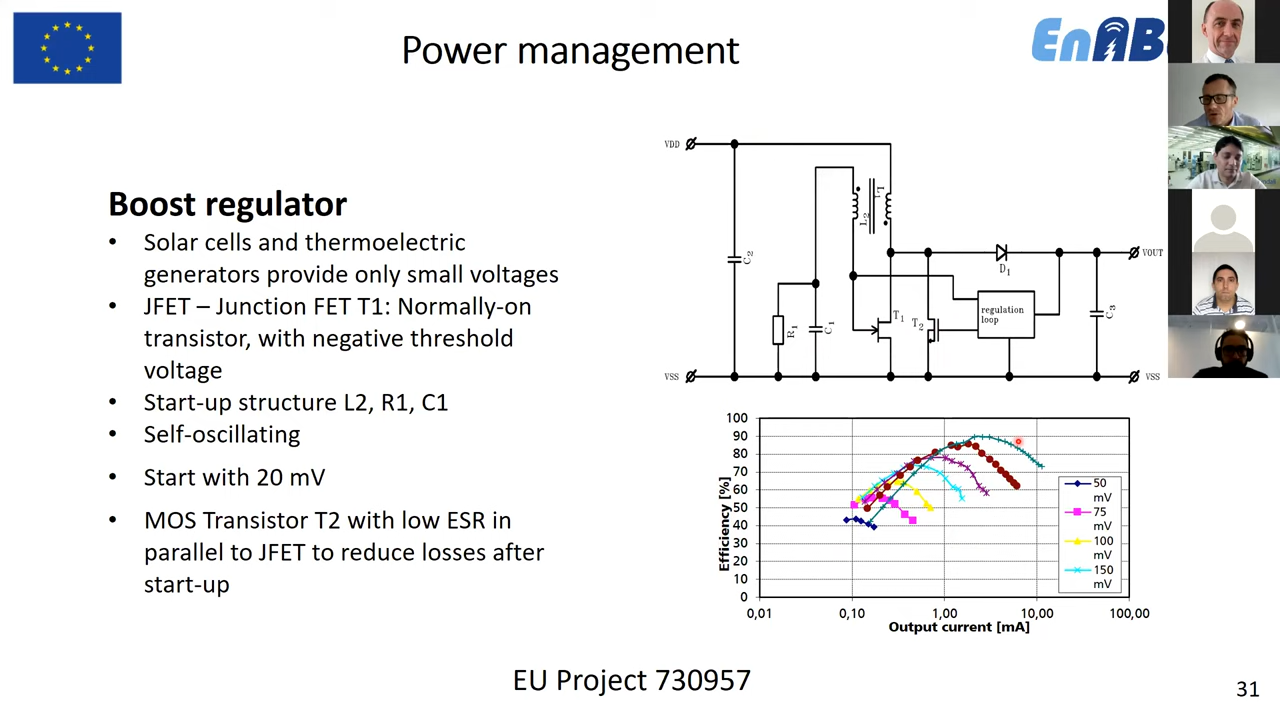 Power management
EnAB
Boost regulator
• Solar cells and thermoelectric
generators provide only small voltages
• JFET – Junction FET T1: Normally-on
transistor, with negative threshold
voltage
• Start-up structure L2, R1, C1
• Self-oscillating
• Start with 20 mV
• MOS Transistor T2 with low ESR in
parallel to JFET to reduce losses after
start-up
VDD
C2
R1
C1
L2
L1
T1
T2
D1
regulation
loop
C3
VOUT
VSS
VSS
Efficiency [%]
100
90
80
70
60
50
40
30
20
10
0
0,01
0,10
1,00
10,00
100,00
Output current [mA]
50
mV
75
mV
100
mV
150
mV
EU Project 730957
31